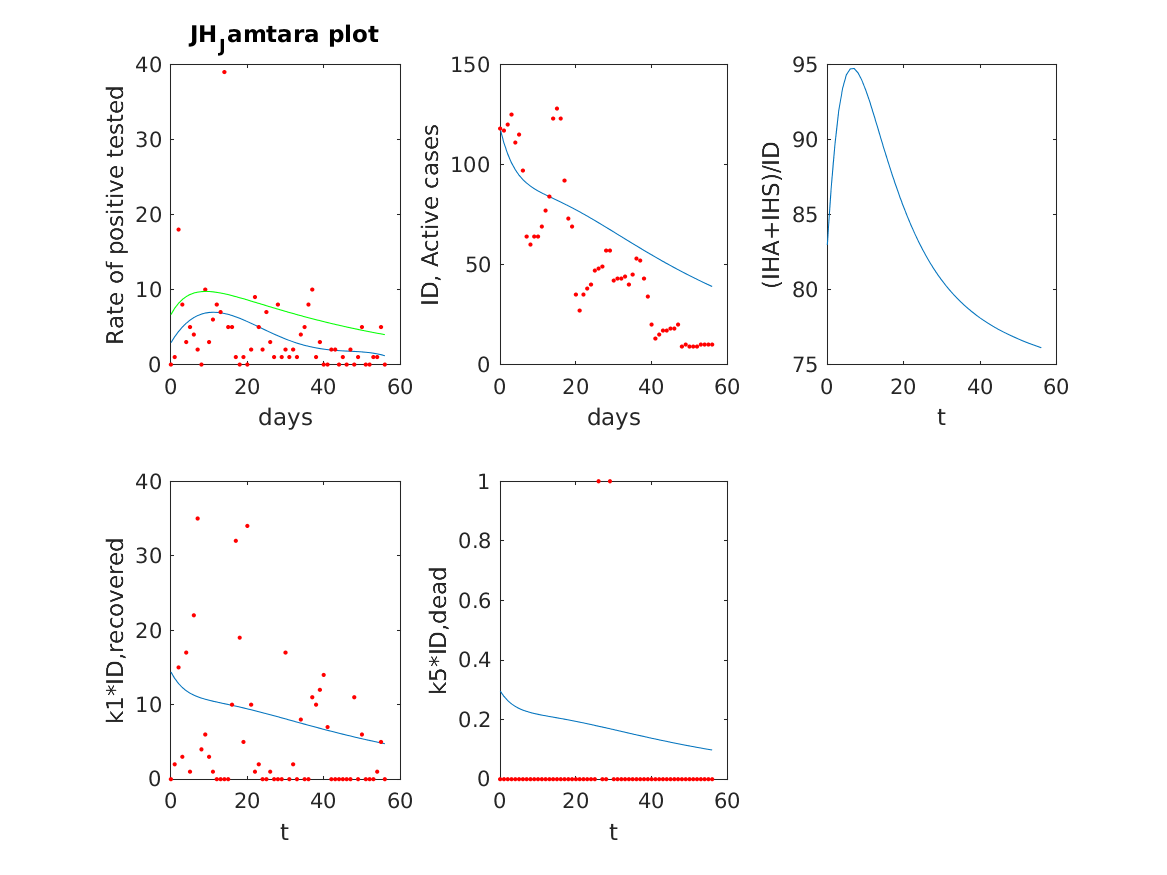 JH_Jamtara plot
40
30
20
10
0
Rate of positive tested
0 20 40 60
days
150
100
50
0
ID, Active cases
0 20 40 60
days
95
90
85
80
75
(IHA+IHS)/ID
0 20 40 60
t
40
30
20
10
0
k1*ID,recovered
0 20 40 60
t
1
0.8
0.6
0.4
0.2
0
k5*ID,dead
0 20 40 60
t